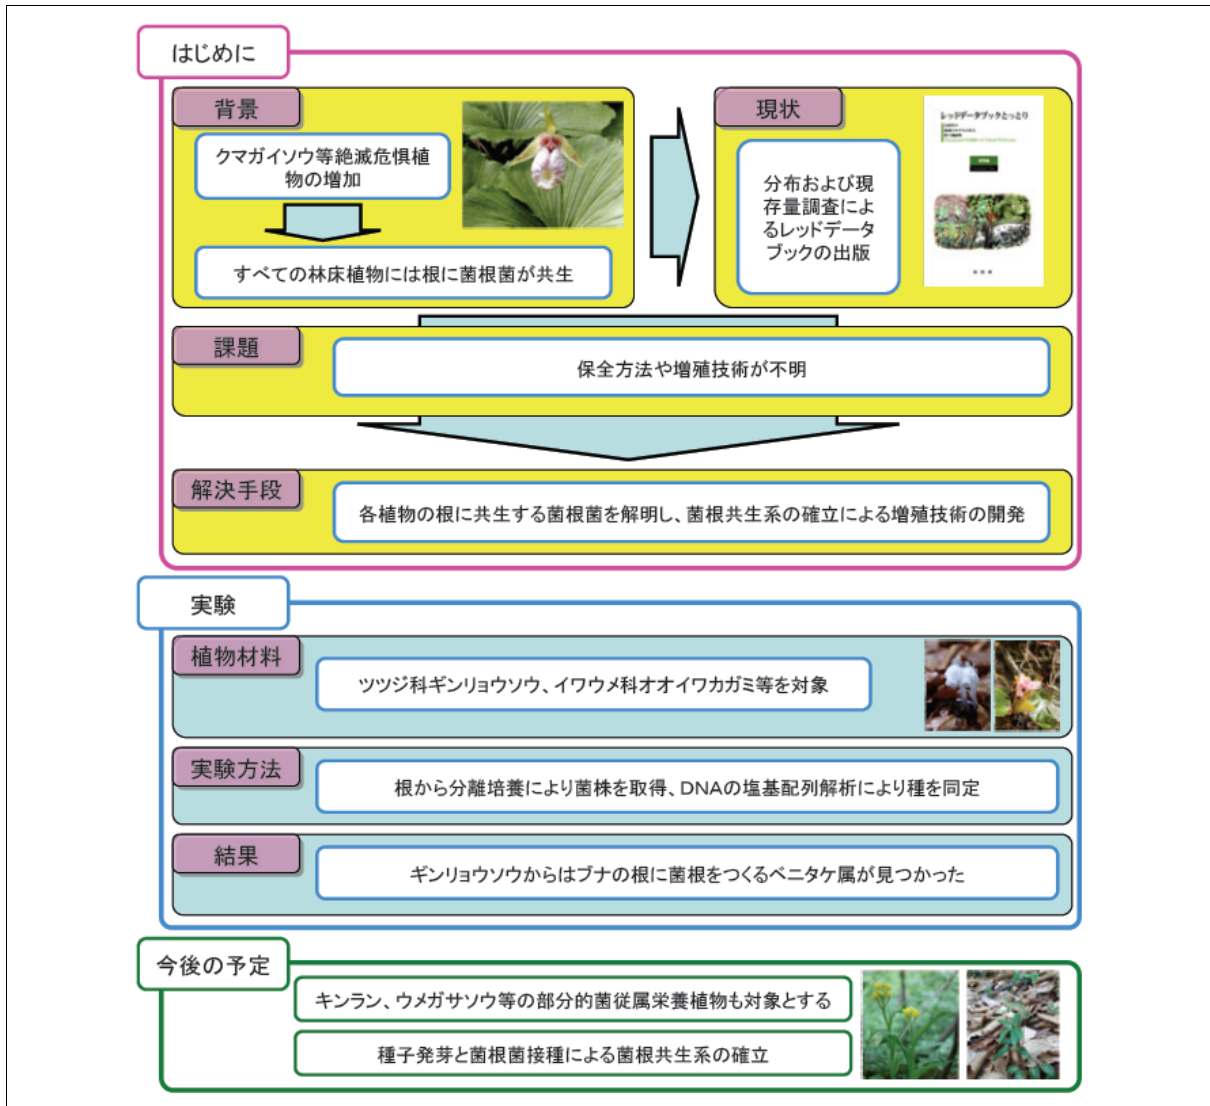 はじめに
背景
クマガイソウ等絶滅危惧植
物の増加
すべての林床植物には根に菌根菌が共生
現状
分布および現
存量調査によ
るレッドデータ
ブックの出版
レッドデータブックとっとり
課題
保全方法や増殖技術が不明
解決手段
各植物の根に共生する菌根菌を解明し、菌根共生系の確立による増殖技術の開発
実験
植物材料
ツツジ科ギンリョウソウ、イワウメ科オオイワカガミ等を対象
実験方法
根から分離培養により菌株を取得、DNAの塩基配列解析により種を同定
結果
ギンリョウソウからはブナの根に菌根をつくるベニタケ属が見つかった
今後の予定
キンラン、ウメガサソウ等の部分的菌従属栄養植物も対象とする
種子発芽と菌根菌接種による菌根共生系の確立